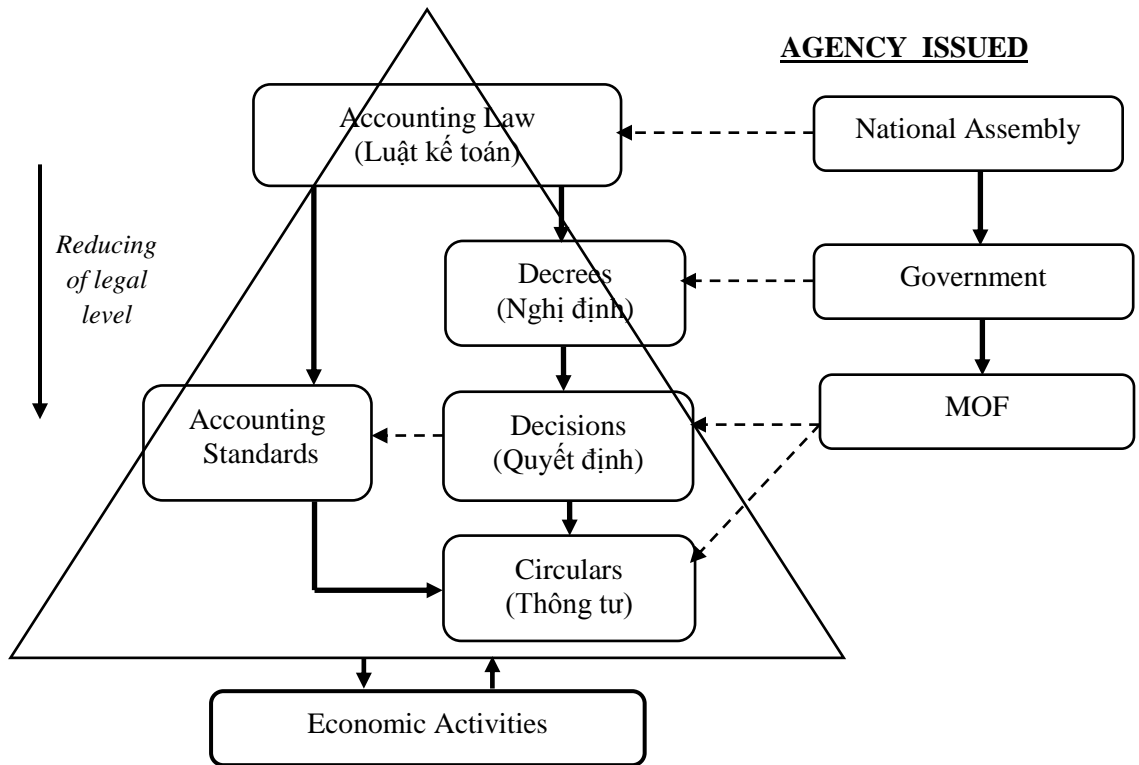 AGENCY ISSUED
Accounting Law
(Luật kế toán)
National Assembly
Reducing
of legal
level
Decrees
(Nghị định)
Government
Accounting
Standards
Decisions
(Quyết định)
MOF
Circulars
(Thông tư)
Economic Activities